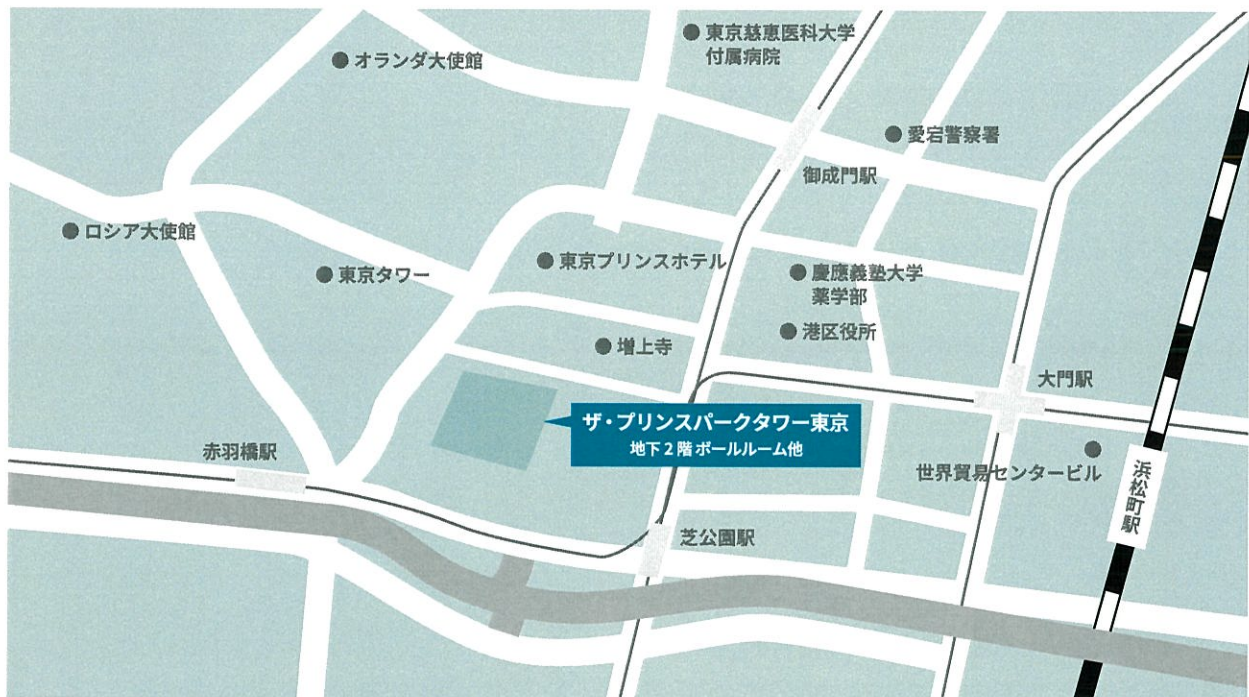 東京慈恵医科大学
付属病院
オランダ大使館
愛宕警察署
御成門駅
ロシア大使館
東京タワー
東京プリンスホテル
慶應義塾大学
薬学部
増上寺
港区役所
大門駅
ザ・プリンスパークタワー東京
地下2階 ボールルーム他
赤羽橋駅
世界貿易センタービル
浜松町駅
芝公園駅